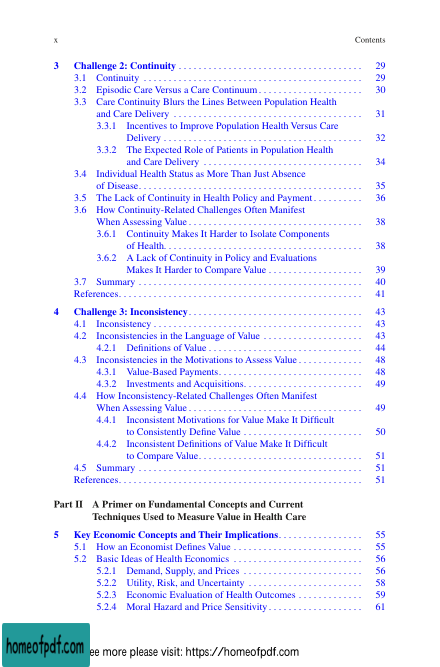 x Contents
3 Challenge 2: Continuity . . . . . . . . . . . . . . . . . . . . . . . . . . . . . . . . . . . . . 29
3.1 Continuity . . . . . . . . . . . . . . . . . . . . . . . . . . . . . . . . . . . . . . . . . . . . 29
3.2 Episodic Care Versus a Care Continuum . . . . . . . . . . . . . . . . . . . . . 30
3.3 Care Continuity Blurs the Lines Between Population Health
and Care Delivery . . . . . . . . . . . . . . . . . . . . . . . . . . . . . . . . . . . . . . 31
3.3.1 Incentives to Improve Population Health Versus Care
Delivery . . . . . . . . . . . . . . . . . . . . . . . . . . . . . . . . . . . . . . . . 32
3.3.2 The Expected Role of Patients in Population Health
and Care Delivery . . . . . . . . . . . . . . . . . . . . . . . . . . . . . . . . 34
3.4 Individual Health Status as More Than Just Absence
of Disease . . . . . . . . . . . . . . . . . . . . . . . . . . . . . . . . . . . . . . . . . . . . . 35
3.5 The Lack of Continuity in Health Policy and Payment . . . . . . . . . . 36
3.6 How Continuity-Related Challenges Often Manifest
When Assessing Value . . . . . . . . . . . . . . . . . . . . . . . . . . . . . . . . . . . 38
3.6.1 Continuity Makes It Harder to Isolate Components
of Health . . . . . . . . . . . . . . . . . . . . . . . . . . . . . . . . . . . . . . . . 38
3.6.2 A Lack of Continuity in Policy and Evaluations
Makes It Harder to Compare Value . . . . . . . . . . . . . . . . . . . 39
3.7 Summary . . . . . . . . . . . . . . . . . . . . . . . . . . . . . . . . . . . . . . . . . . . . . 40
References . . . . . . . . . . . . . . . . . . . . . . . . . . . . . . . . . . . . . . . . . . . . . . . . . 41
4 Challenge 3: Inconsistency . . . . . . . . . . . . . . . . . . . . . . . . . . . . . . . . . . . 43
4.1 Inconsistency . . . . . . . . . . . . . . . . . . . . . . . . . . . . . . . . . . . . . . . . . . 43
4.2 Inconsistencies in the Language of Value . . . . . . . . . . . . . . . . . . . . 43
4.2.1 Definitions of Value . . . . . . . . . . . . . . . . . . . . . . . . . . . . . . . 44
4.3 Inconsistencies in the Motivations to Assess Value . . . . . . . . . . . . . 48
4.3.1 Value-Based Payments . . . . . . . . . . . . . . . . . . . . . . . . . . . . . 48
4.3.2 Investments and Acquisitions . . . . . . . . . . . . . . . . . . . . . . . . 49
4.4 How Inconsistency-Related Challenges Often Manifest
When Assessing Value . . . . . . . . . . . . . . . . . . . . . . . . . . . . . . . . . . . 49
4.4.1 Inconsistent Motivations for Value Make It Difficult
to Consistently Define Value . . . . . . . . . . . . . . . . . . . . . . . . 50
4.4.2 Inconsistent Definitions of Value Make It Difficult
to Compare Value . . . . . . . . . . . . . . . . . . . . . . . . . . . . . . . . . 51
4.5 Summary . . . . . . . . . . . . . . . . . . . . . . . . . . . . . . . . . . . . . . . . . . . . . 51
References . . . . . . . . . . . . . . . . . . . . . . . . . . . . . . . . . . . . . . . . . . . . . . . . . 51
Part II A Primer on Fundamental Concepts and Current
Techniques Used to Measure Value in Health Care
5 Key Economic Concepts and Their Implications . . . . . . . . . . . . . . . . . 55
5.1 How an Economist Defines Value . . . . . . . . . . . . . . . . . . . . . . . . . . 55
5.2 Basic Ideas of Health Economics . . . . . . . . . . . . . . . . . . . . . . . . . . 56
5.2.1 Demand, Supply, and Prices . . . . . . . . . . . . . . . . . . . . . . . . . 56
5.2.2 Utility, Risk, and Uncertainty . . . . . . . . . . . . . . . . . . . . . . . 58
5.2.3 Economic Evaluation of Health Outcomes . . . . . . . . . . . . . 59
5.2.4 Moral Hazard and Price Sensitivity . . . . . . . . . . . . . . . . . . . 61
homeofpdf.com
ee more please visit: https://homeofpdf.com